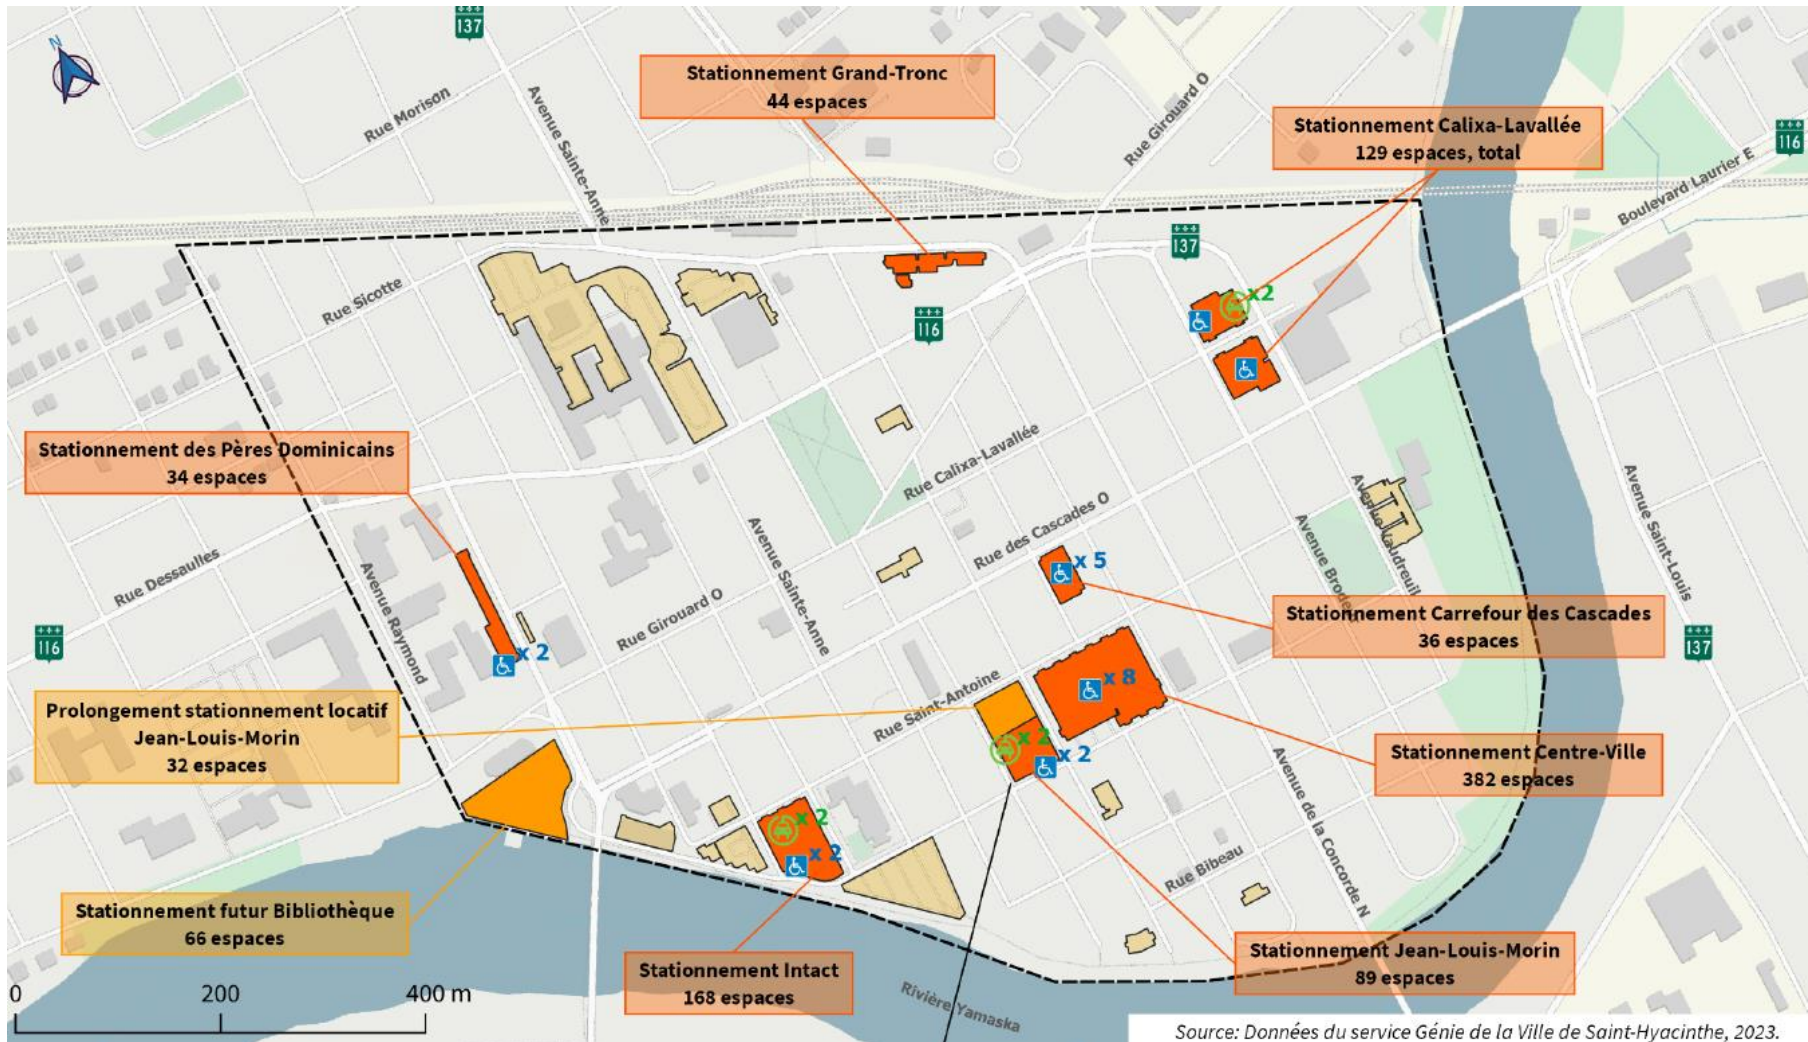 137
N
Stationnement Grand-Tronc
44 espaces
Rue Morison
Avenue Sainte-Anne
Rue Girouard O
Stationnement Calixa-Lavallée
129 espaces, total
116
Boulevard Laurier E
137
Rue Sicotte
x2
116
Stationnement des Pères Dominicains
34 espaces
Rue Calixa-Lavallée
Rue des Cascades O
Avenue Vaudreuil
Avenue Saint-Louis
Rue Dessaulles
Avenue Raymond
Avenue Sainte-Anne
Avenue Brodeur
x 5
Rue Girouard O
Stationnement Carrefour des Cascades
36 espaces
116
137
x 2
x 8
Prolongement stationnement locatif
Jean-Louis-Morin
32 espaces
Rue Saint-Antoine
x 2
x 2
Stationnement Centre-Ville
382 espaces
Avenue de la Concorde N
x 2
x 2
Rue Bibeau
Stationnement futur Bibliothèque
66 espaces
Stationnement Intact
168 espaces
Stationnement Jean-Louis-Morin
89 espaces
0 200 400 m
Rivière Yamaska
Source: Données du service Génie de la Ville de Saint-Hyacinthe, 2023.